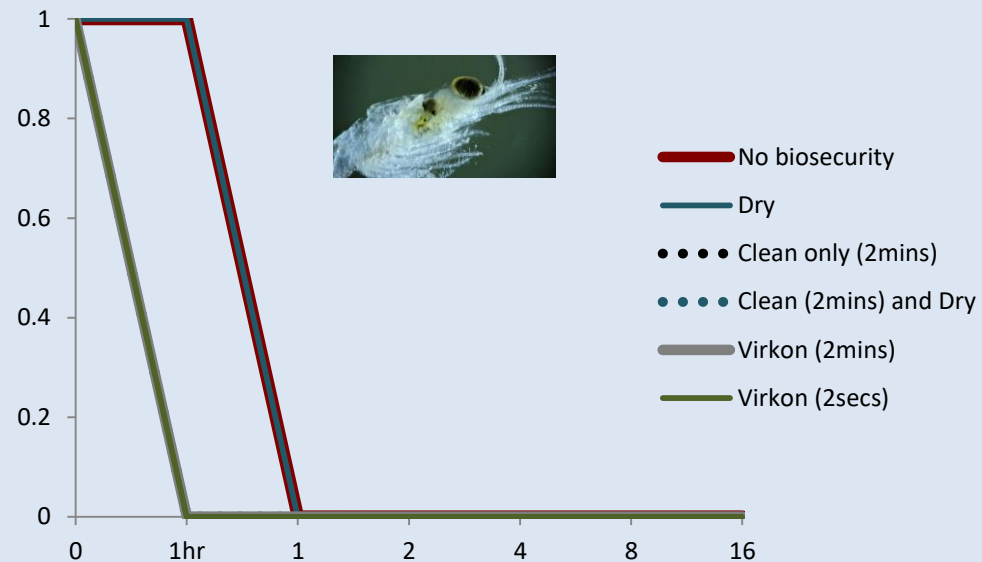 1
0.8
0.6
0.4
0.2
0
0 1hr 1 2 4 8 16
No biosecurity
Dry
Clean only (2mins)
Clean (2mins) and Dry
Virkon (2mins)
Virkon (2secs)